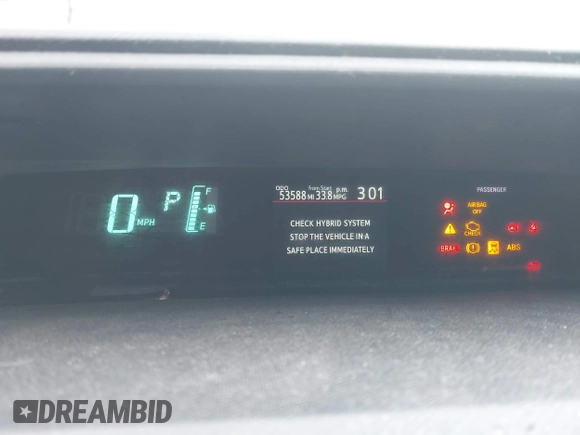 0 MPH
P
F
E
ODO from Start p.m.
53588 MI 33.8 MPG 3:01
CHECK HYBRID SYSTEM
STOP THE VEHICLE IN A
SAFE PLACE IMMEDIATELY
PASSENGER
AIRBAG
OFF
CHECK
BRAKE
ABS
DREAMBID